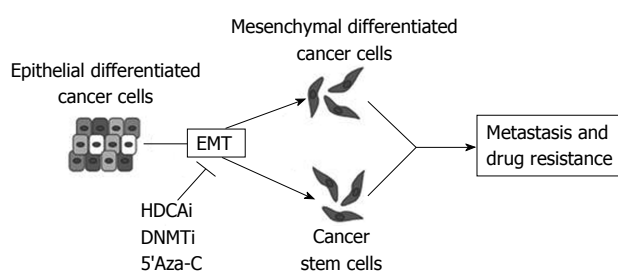 Mesenchymal differentiated
cancer cells
Epithelial differentiated
cancer cells
EMT
Metastasis and
drug resistance
HDCAi
DNMTi
5'Aza-C
Cancer
stem cells